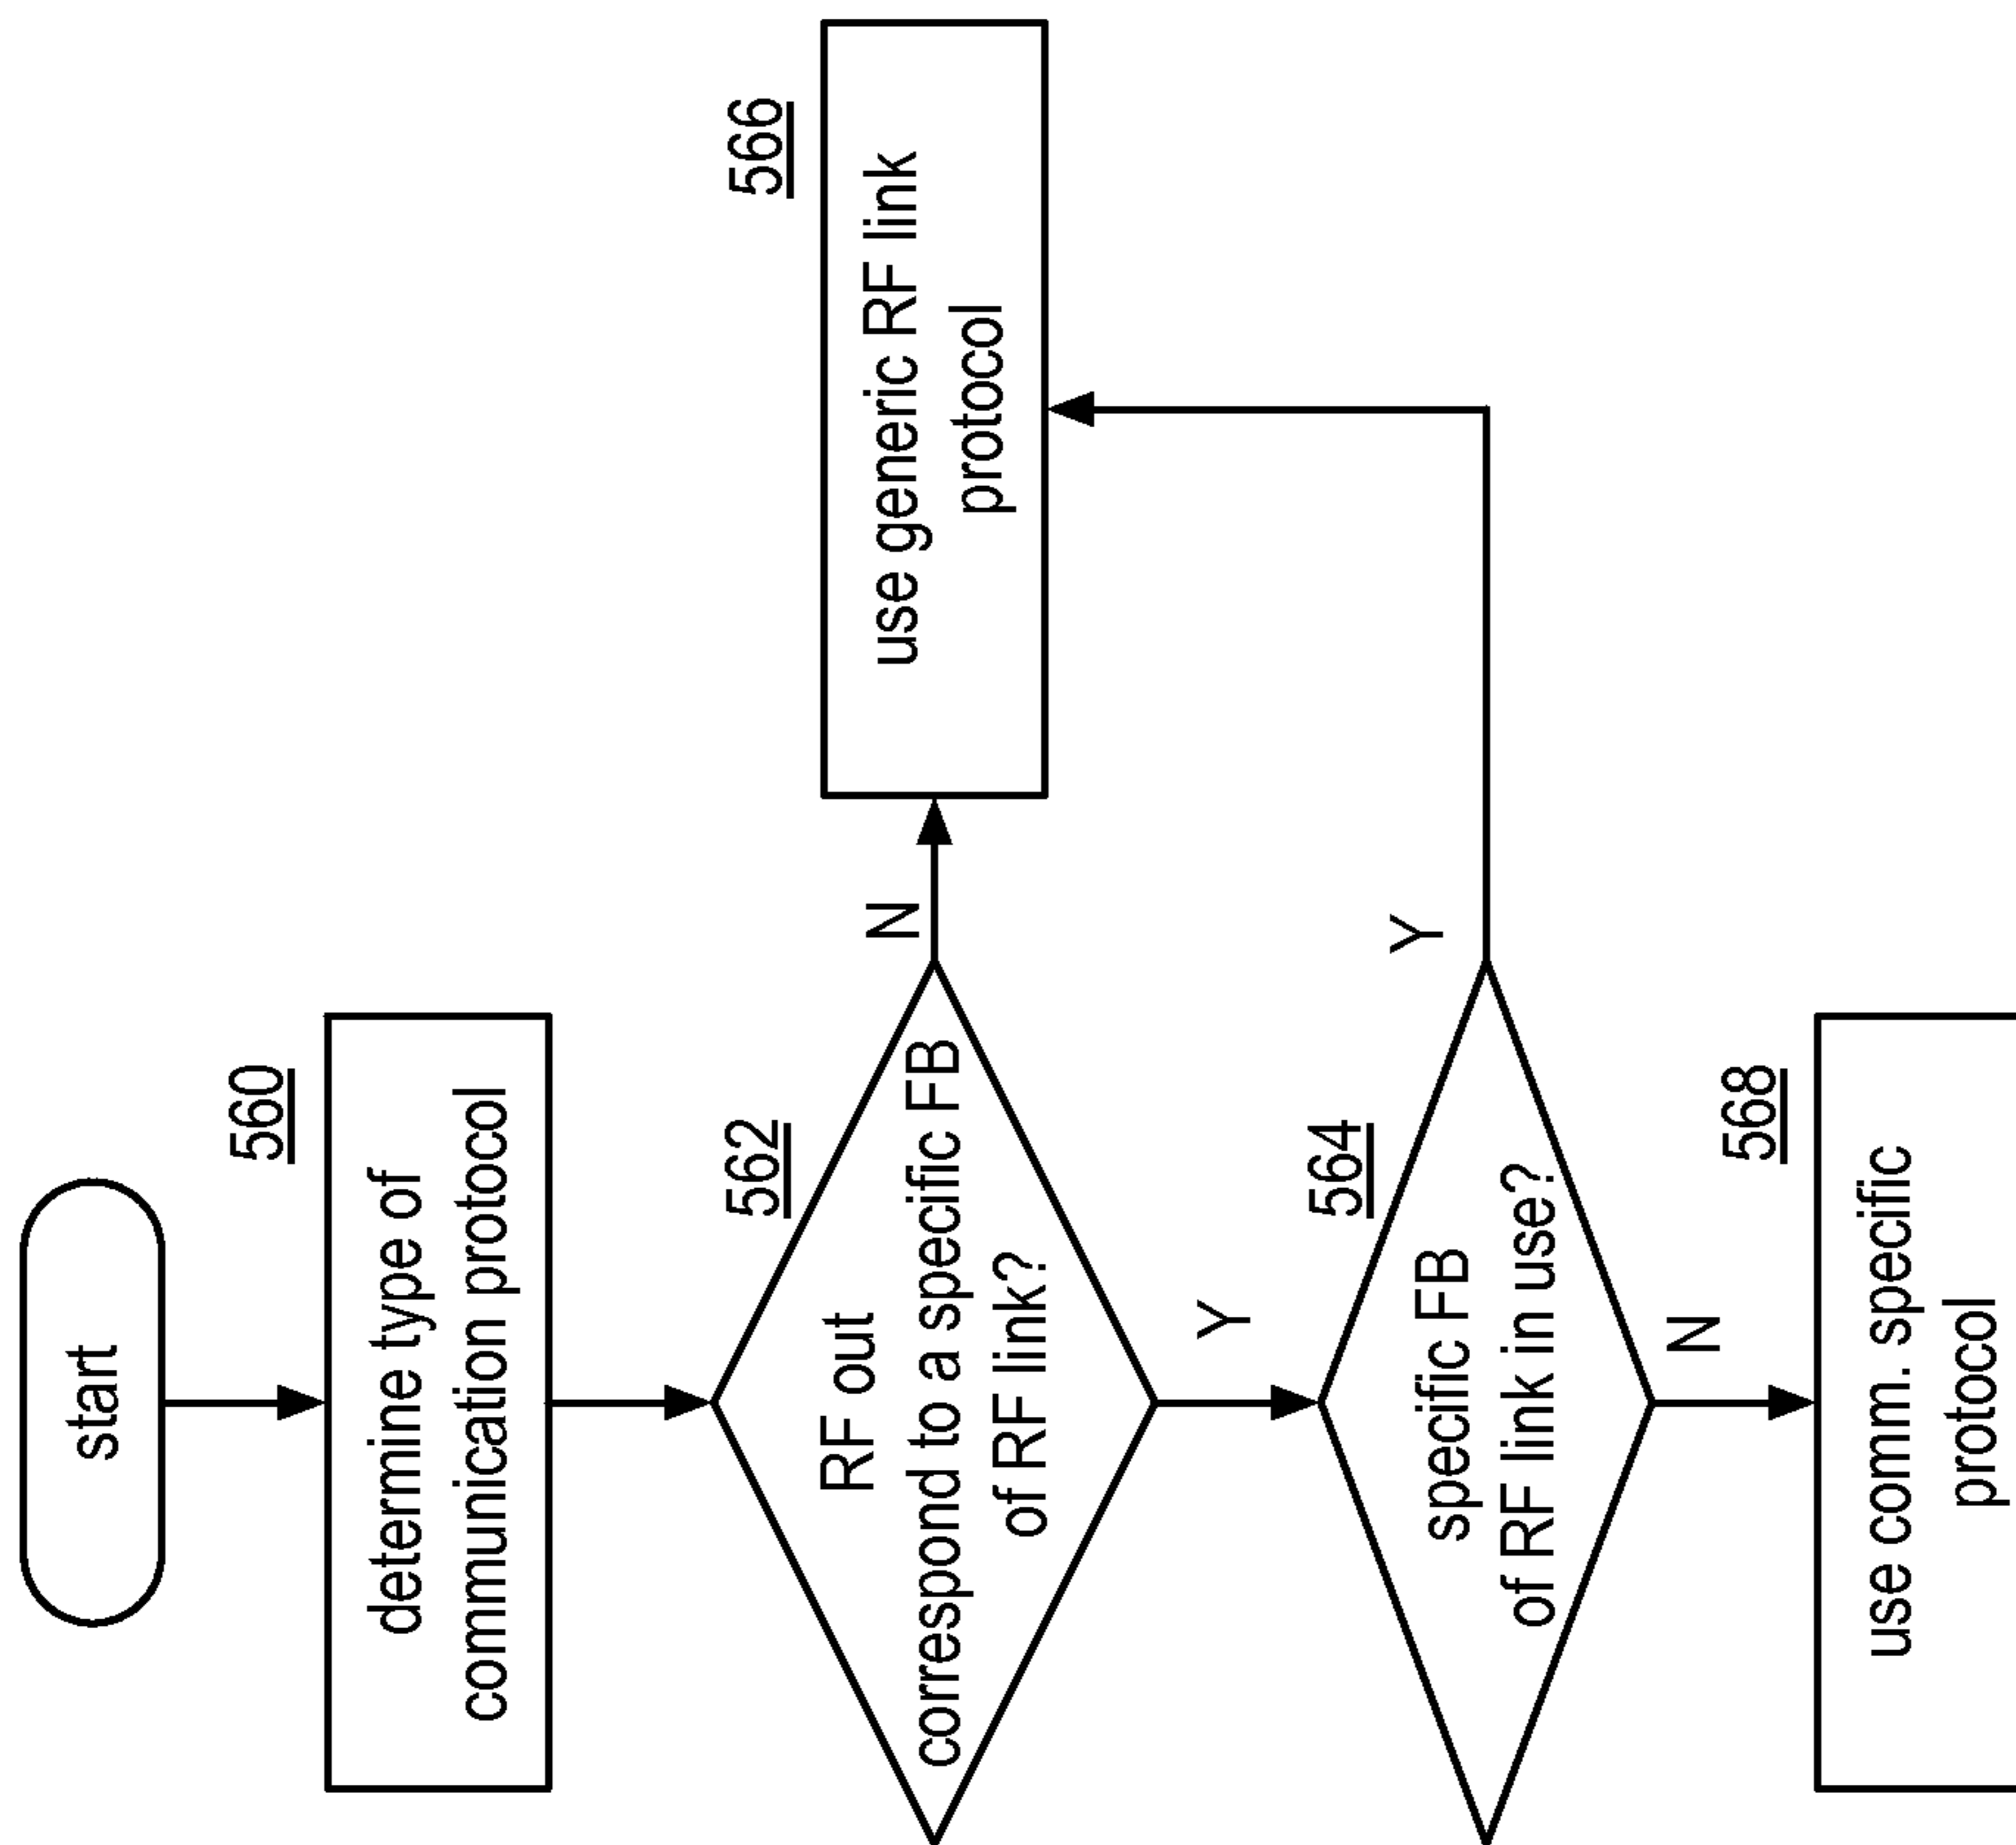 start
560
determine type of
communication protocol
562
RF out
correspond to a specific FB
of RF link?
N
566
use generic RF link
protocol
Y
564
specific FB
of RF link in use?
Y
N
568
use comm. specific
protocol